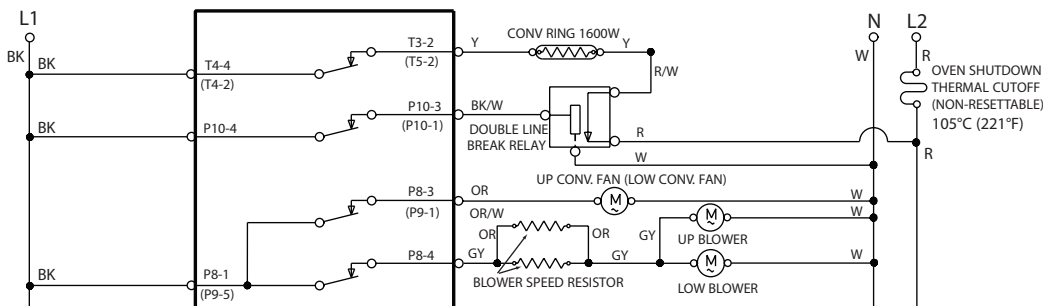 L1
N
L2
BK
BK
T4-4
(T4-2)
T3-2
(T5-2)
Y
CONV RING 1600W
Y
R/W
W
R
OVEN SHUTDOWN
THERMAL CUTOFF
(NON-RESETTABLE)
105°C (221°F)
BK
P10-4
P10-3
(P10-1)
BK/W
DOUBLE LINE
BREAK RELAY
R
W
R
P8-3
(P9-1)
OR
OR/W
UP CONV. FAN (LOW CONV. FAN)
M
W
W
OR
OR
GY
M
UP BLOWER
BK
P8-1
(P9-5)
P8-4
GY
BLOWER SPEED RESISTOR
GY
M
LOW BLOWER
W